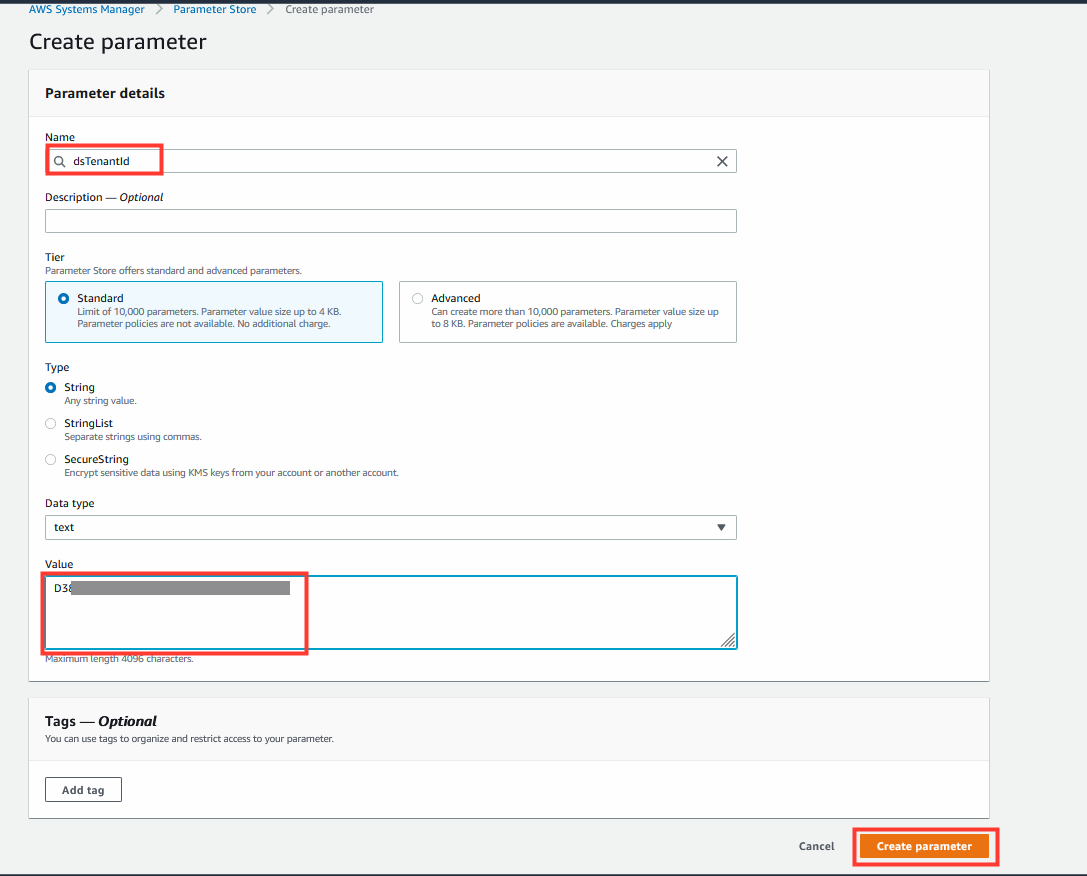 AWS Systems Manager > Parameter Store > Create parameter
Create parameter
Parameter details
Name
dsTenantId
Description — Optional
Tier
Parameter Store offers standard and advanced parameters.
Standard
Limit of 10,000 parameters. Parameter value size up to 4 KB.
Parameter policies are not available. No additional charge.
Advanced
Can create more than 10,000 parameters. Parameter value size up
to 8 KB. Parameter policies are available. Charges apply
Type
String
Any string value.
StringList
Separate strings using commas.
SecureString
Encrypt sensitive data using KMS keys from your account or another account.
Data type
text
Value
Maximum length 4096 characters.
Tags — Optional
You can use tags to organize and restrict access to your parameter.
Add tag
Cancel
Create parameter